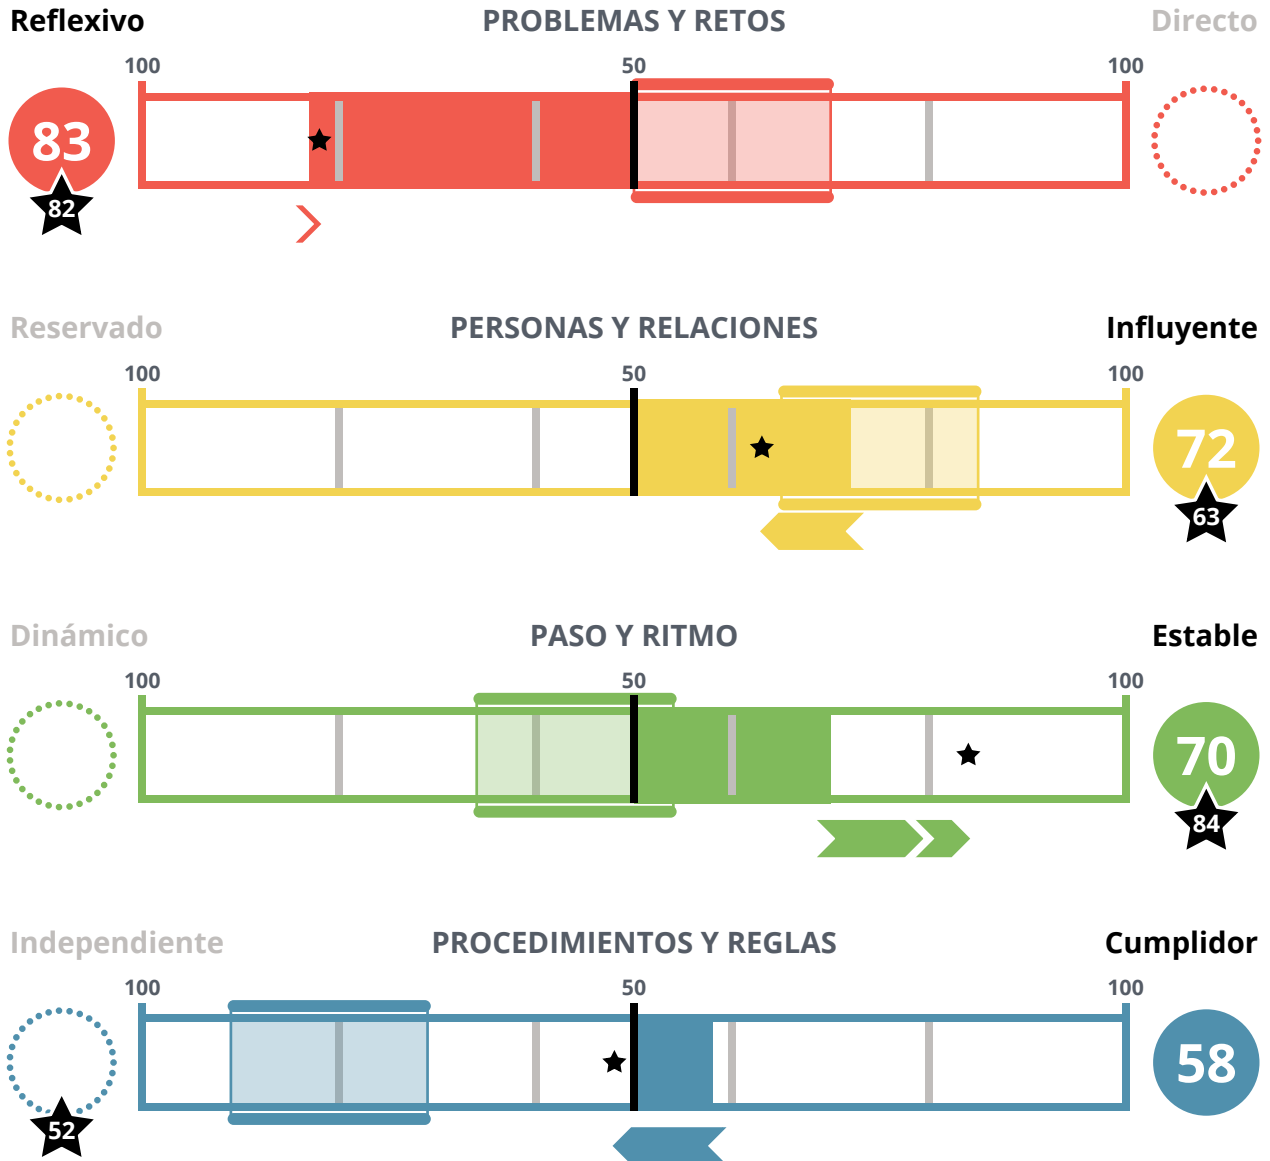 Reflexivo PROBLEMAS Y RETOS Directo
100 50 100
83
82
Reservado PERSONAS Y RELACIONES Influyente
100 50 100
72
63
Dinámico PASO Y RITMO Estable
100 50 100
70
84
Independiente PROCEDIMIENTOS Y REGLAS Cumplidor
100 50 100
58
52